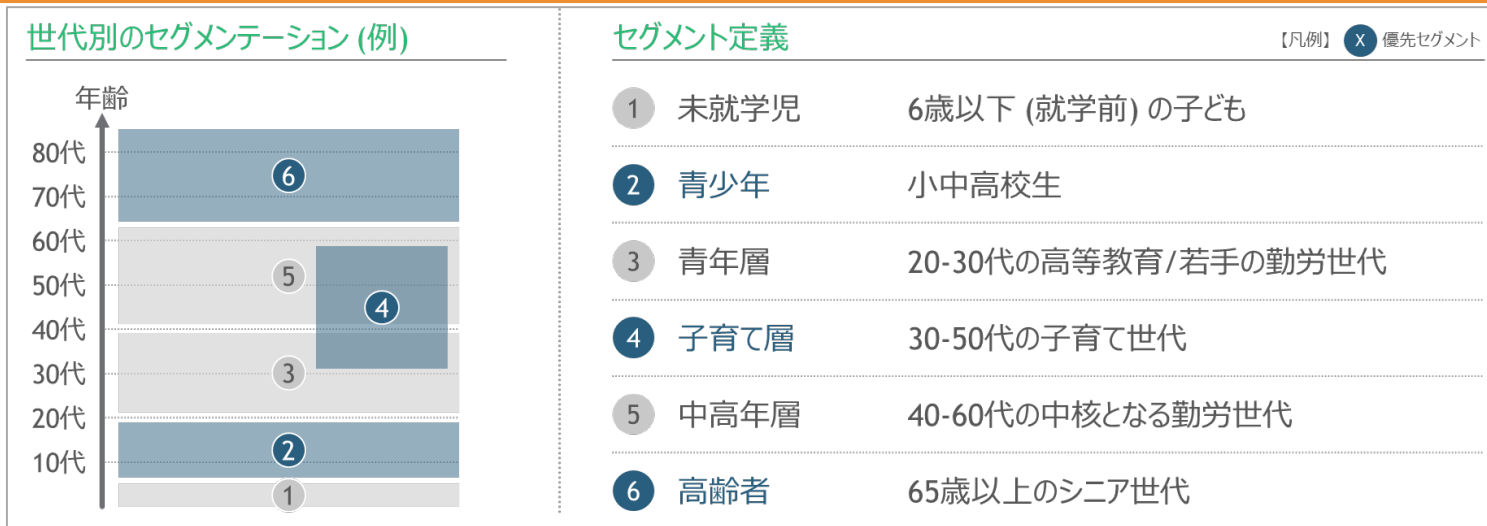 世代別のセグメンテーション (例)
年齢
80代
70代
60代
50代
40代
30代
20代
10代
6
5
4
3
2
1
セグメント定義
【凡例】 X 優先セグメント
1 未就学児 6歳以下 (就学前) の子ども
2 青少年 小中高校生
3 青年層 20-30代の高等教育/若手の勤労世代
4 子育て層 30-50代の子育て世代
5 中高年層 40-60代の中核となる勤労世代
6 高齢者 65歳以上のシニア世代